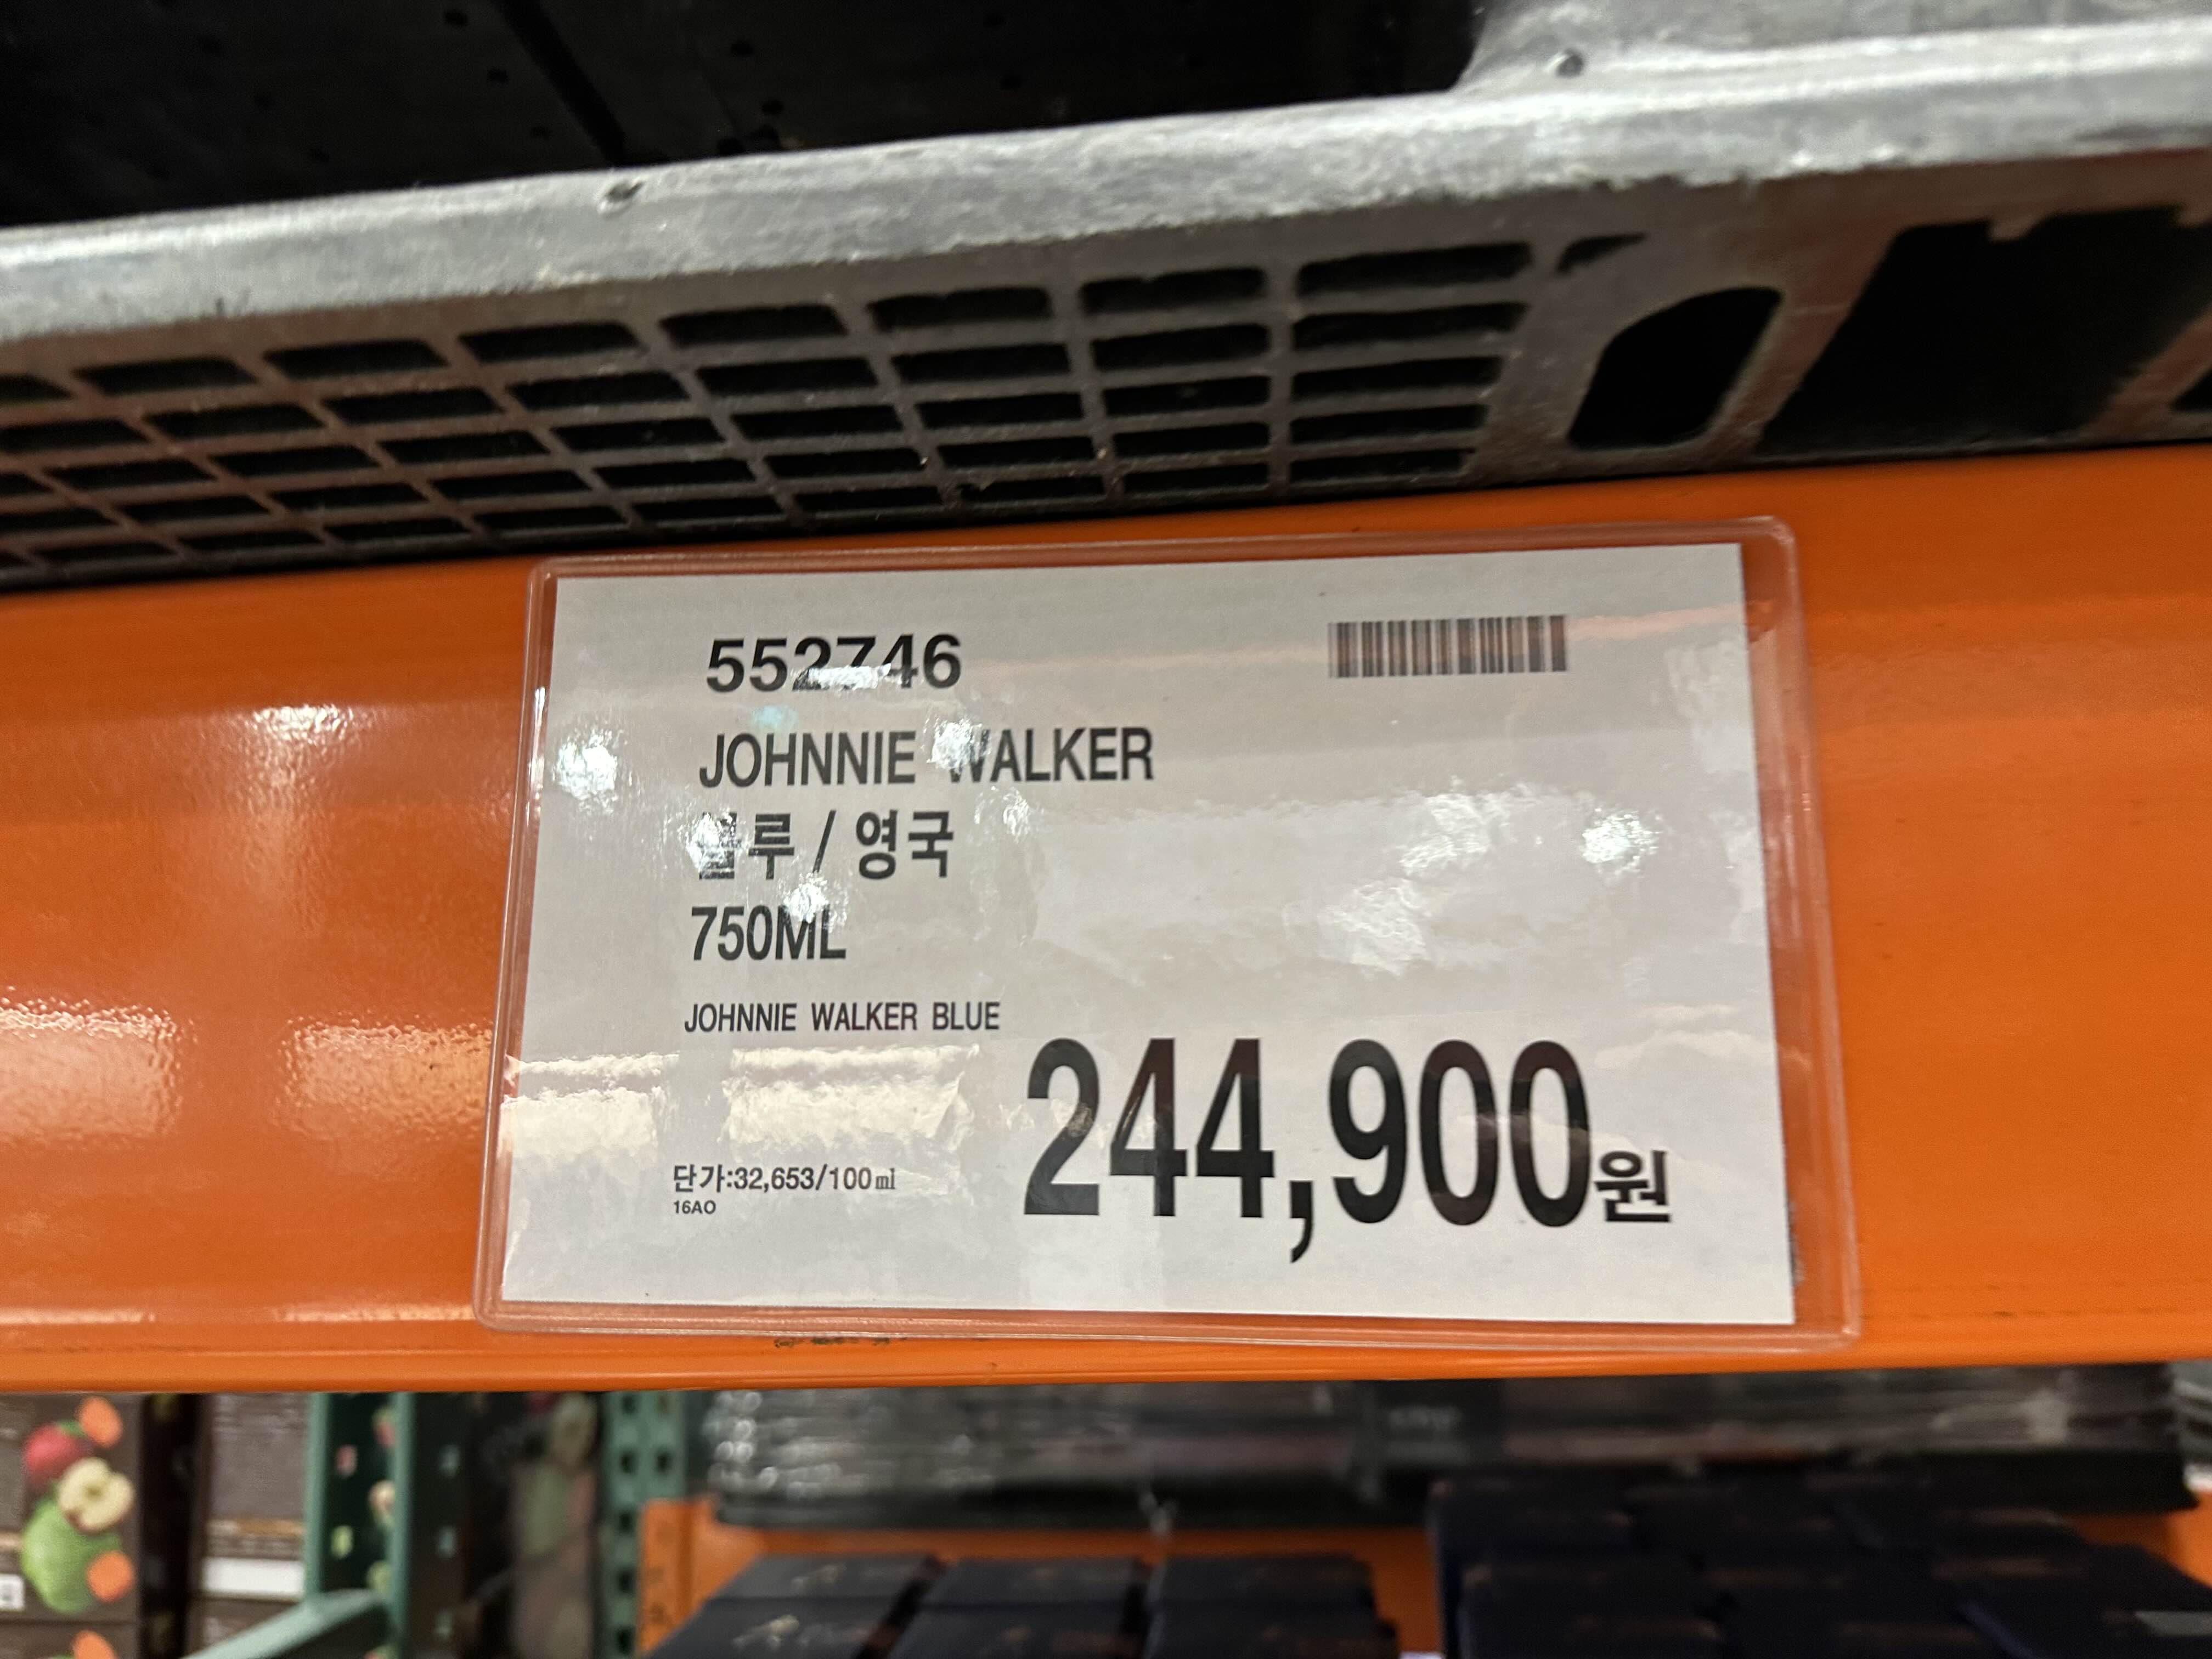 552746
JOHNNIE WALKER
블루 / 영국
750ML
JOHNNIE WALKER BLUE
244,900원
단가:32,653/100㎖
16AO